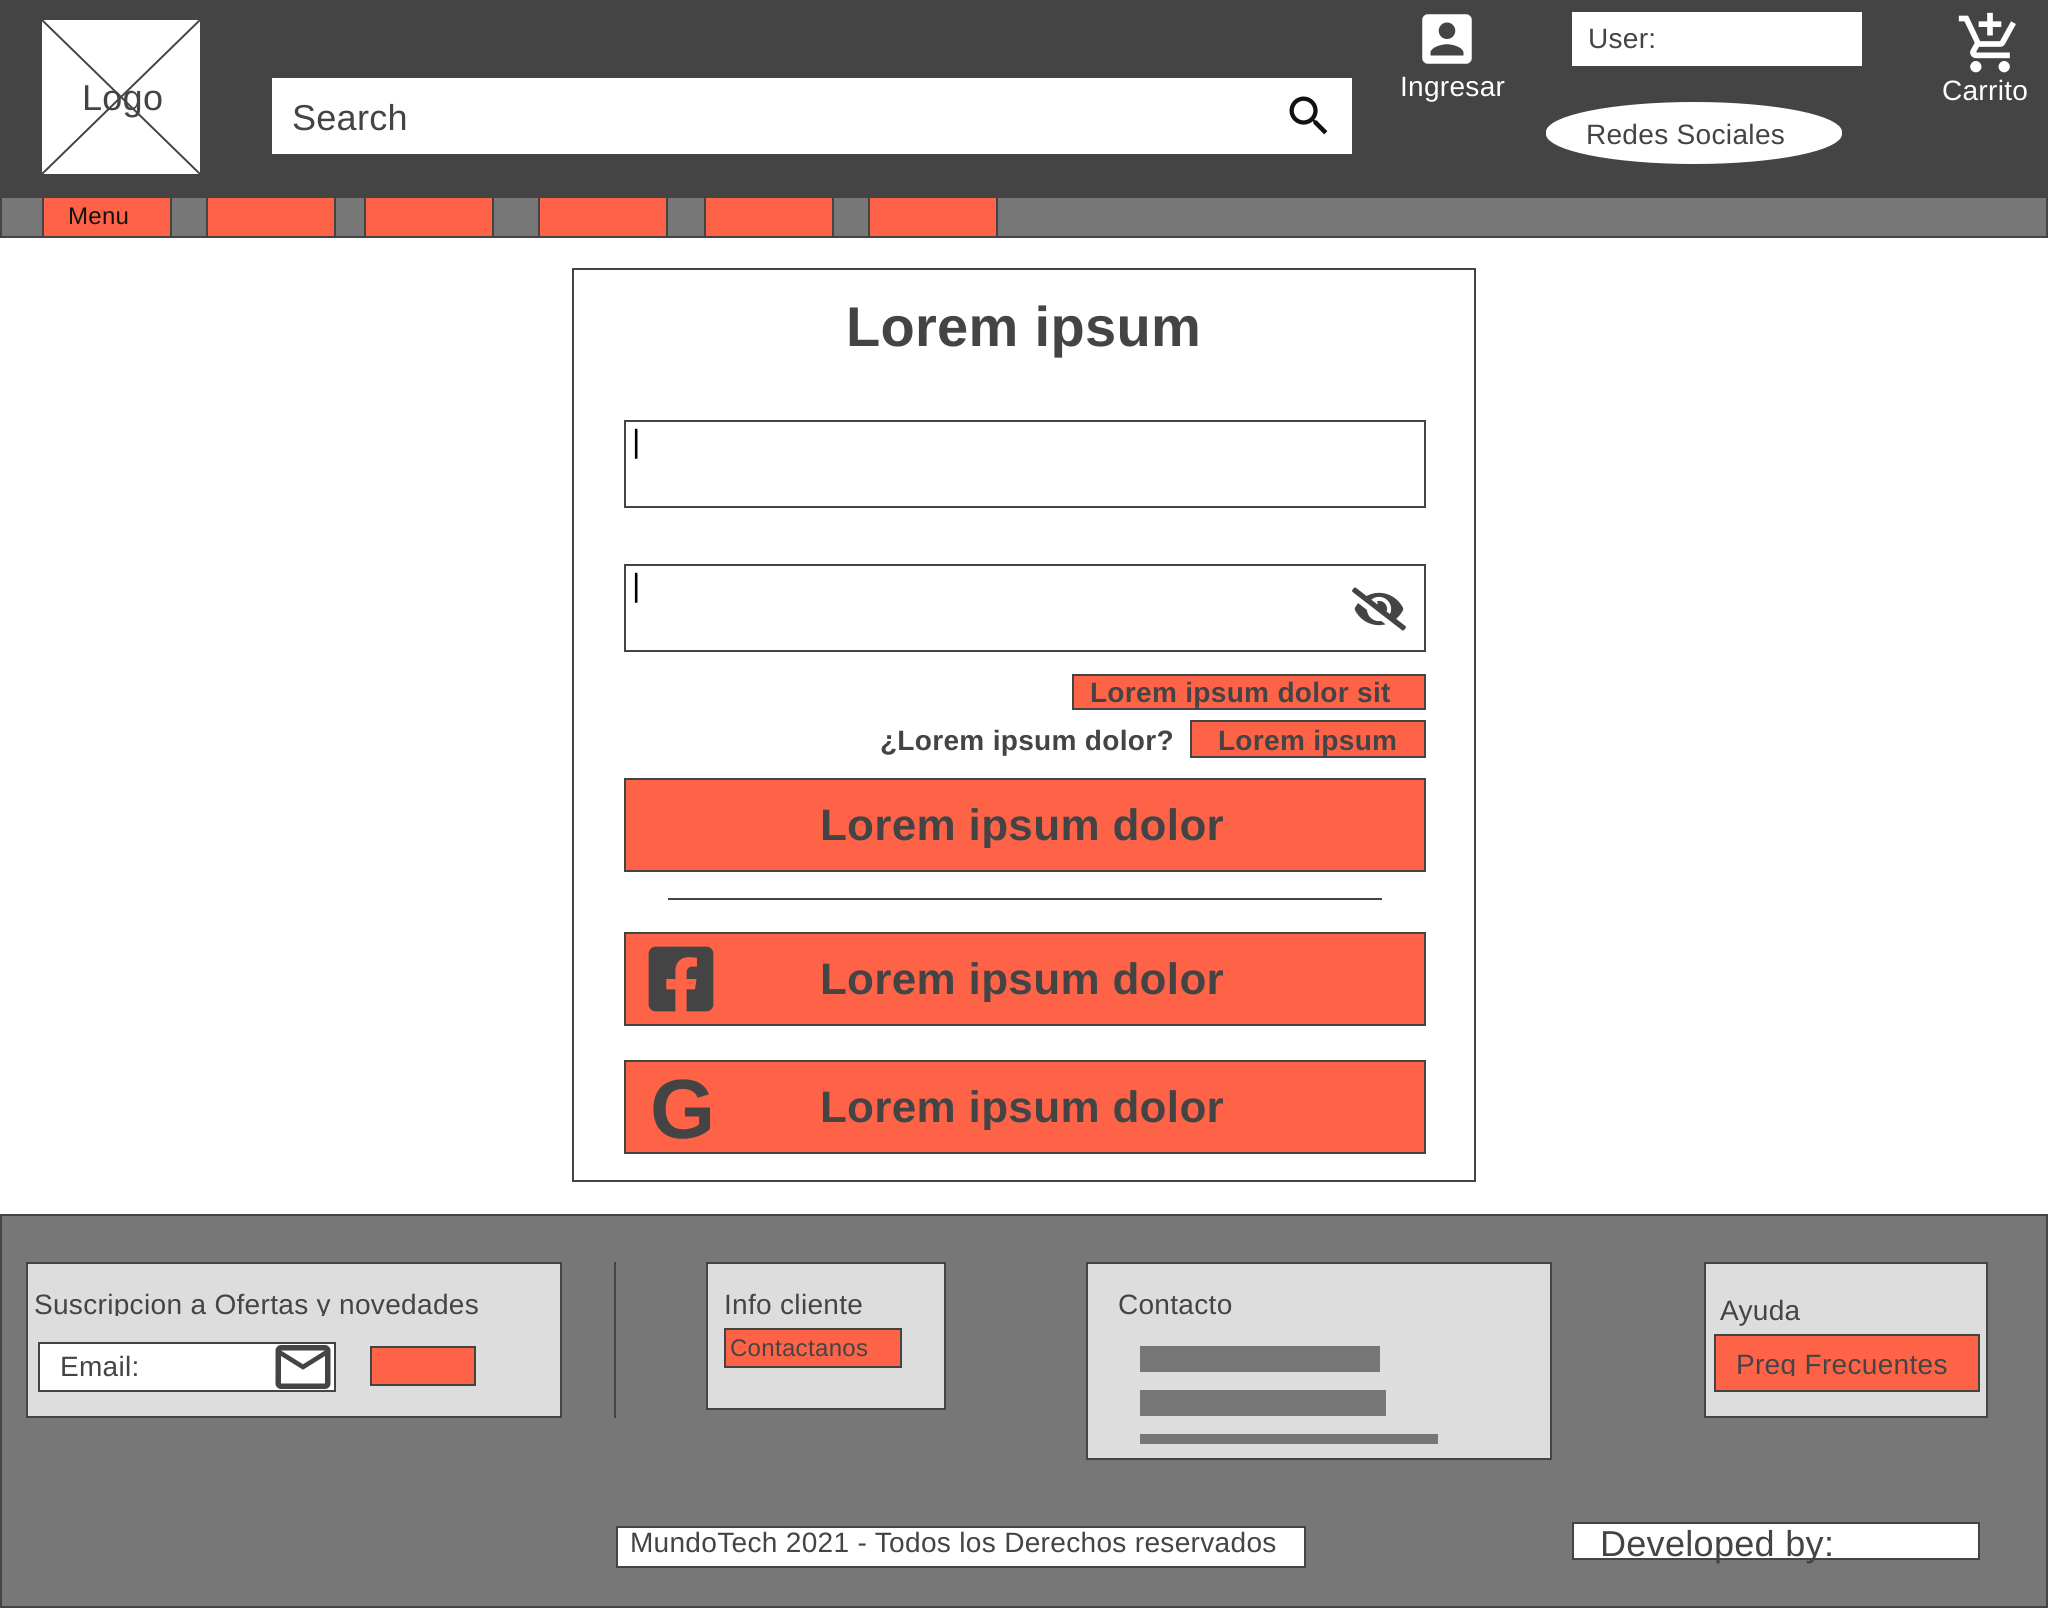 Logo
Search
Ingresar
User:
Redes Sociales
Carrito
Menu
Lorem ipsum
Lorem ipsum dolor sit
¿Lorem ipsum dolor?
Lorem ipsum
Lorem ipsum dolor
Lorem ipsum dolor
G
Lorem ipsum dolor
Suscripcion a Ofertas y novedades
Email:
Info cliente
Contactanos
Contacto
Ayuda
Preg Frecuentes
MundoTech 2021 - Todos los Derechos reservados
Developed by: